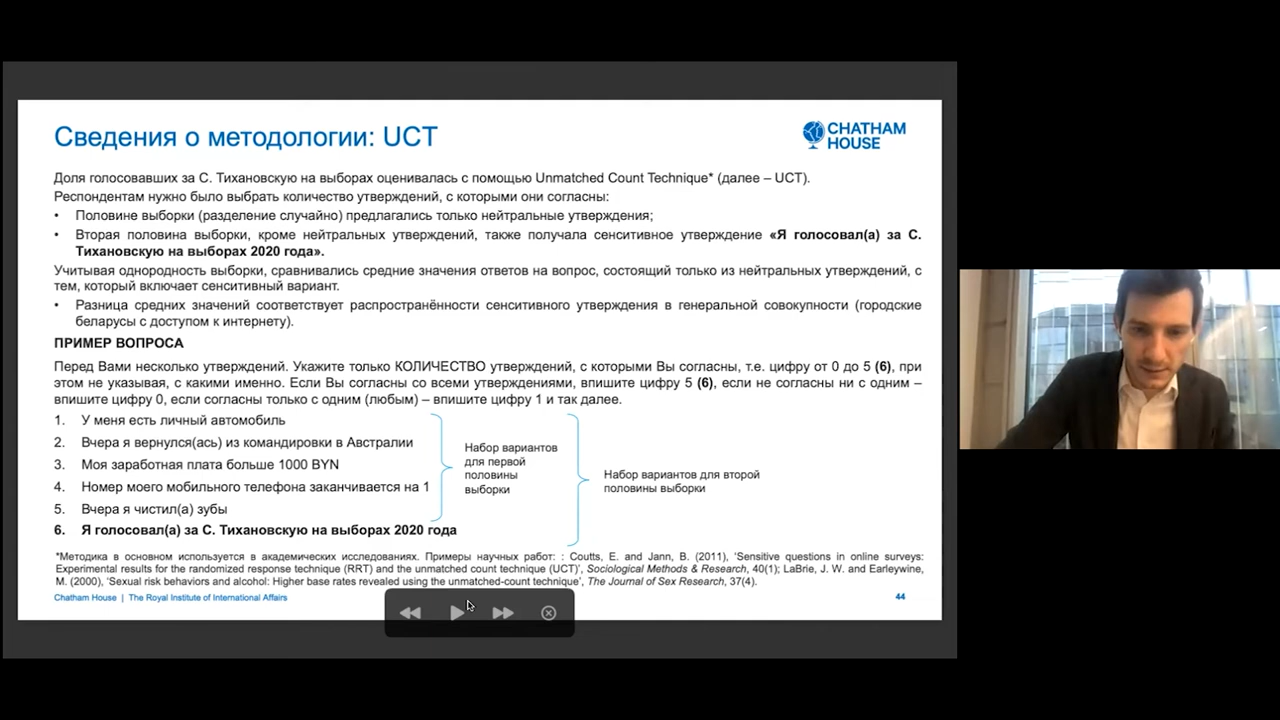 Сведения о методологии: UCT
CHATHAM
HOUSE
Доля голосовавших за С. Тихановскую на выборах оценивалась с помощью Unmatched Count Technique* (далее – UCT).
Респондентам нужно было выбрать количество утверждений, с которыми они согласны:
• Половине выборки (разделение случайно) предлагались только нейтральные утверждения;
• Вторая половина выборки, кроме нейтральных утверждений, также получала сенситивное утверждение «Я голосовал(а) за С.
Тихановскую на выборах 2020 года».
Учитывая однородность выборки, сравнивались средние значения ответов на вопрос, состоящий только из нейтральных утверждений, с
тем, который включает сенситивный вариант.
• Разница средних значений соответствует распространённости сенситивного утверждения в генеральной совокупности (городские
беларусы с доступом к интернету).
ПРИМЕР ВОПРОСА
Перед Вами несколько утверждений. Укажите только КОЛИЧЕСТВО утверждений, с которыми Вы согласны, т.е. цифру от 0 до 5 (6), при
этом не указывая, с какими именно. Если Вы согласны со всеми утверждениями, впишите цифру 5 (6), если не согласны ни с одним –
впишите цифру 0, если согласны только с одним (любым) – впишите цифру 1 и так далее.
1. У меня есть личный автомобиль
2. Вчера я вернулся(ась) из командировки в Австралии
3. Моя заработная плата больше 1000 BYN
4. Номер моего мобильного телефона заканчивается на 1
5. Вчера я чистил(а) зубы
6. Я голосовал(а) за С. Тихановскую на выборах 2020 года
Набор вариантов
для первой
половины
выборки
Набор вариантов для второй
половины выборки
*Методика в основном используется в академических исследованиях. Примеры научных работ: : Coutts, E. and Jann, B. (2011), ‘Sensitive questions in online surveys:
Experimental results for the randomized response technique (RRT) and the unmatched count technique (UCT)’, Sociological Methods & Research, 40(1); LaBrie, J. W. and Earleywine,
M. (2000), ‘Sexual risk behaviors and alcohol: Higher base rates revealed using the unmatched-count technique’, The Journal of Sex Research, 37(4).
Chatham House | The Royal Institute of International Affairs
44